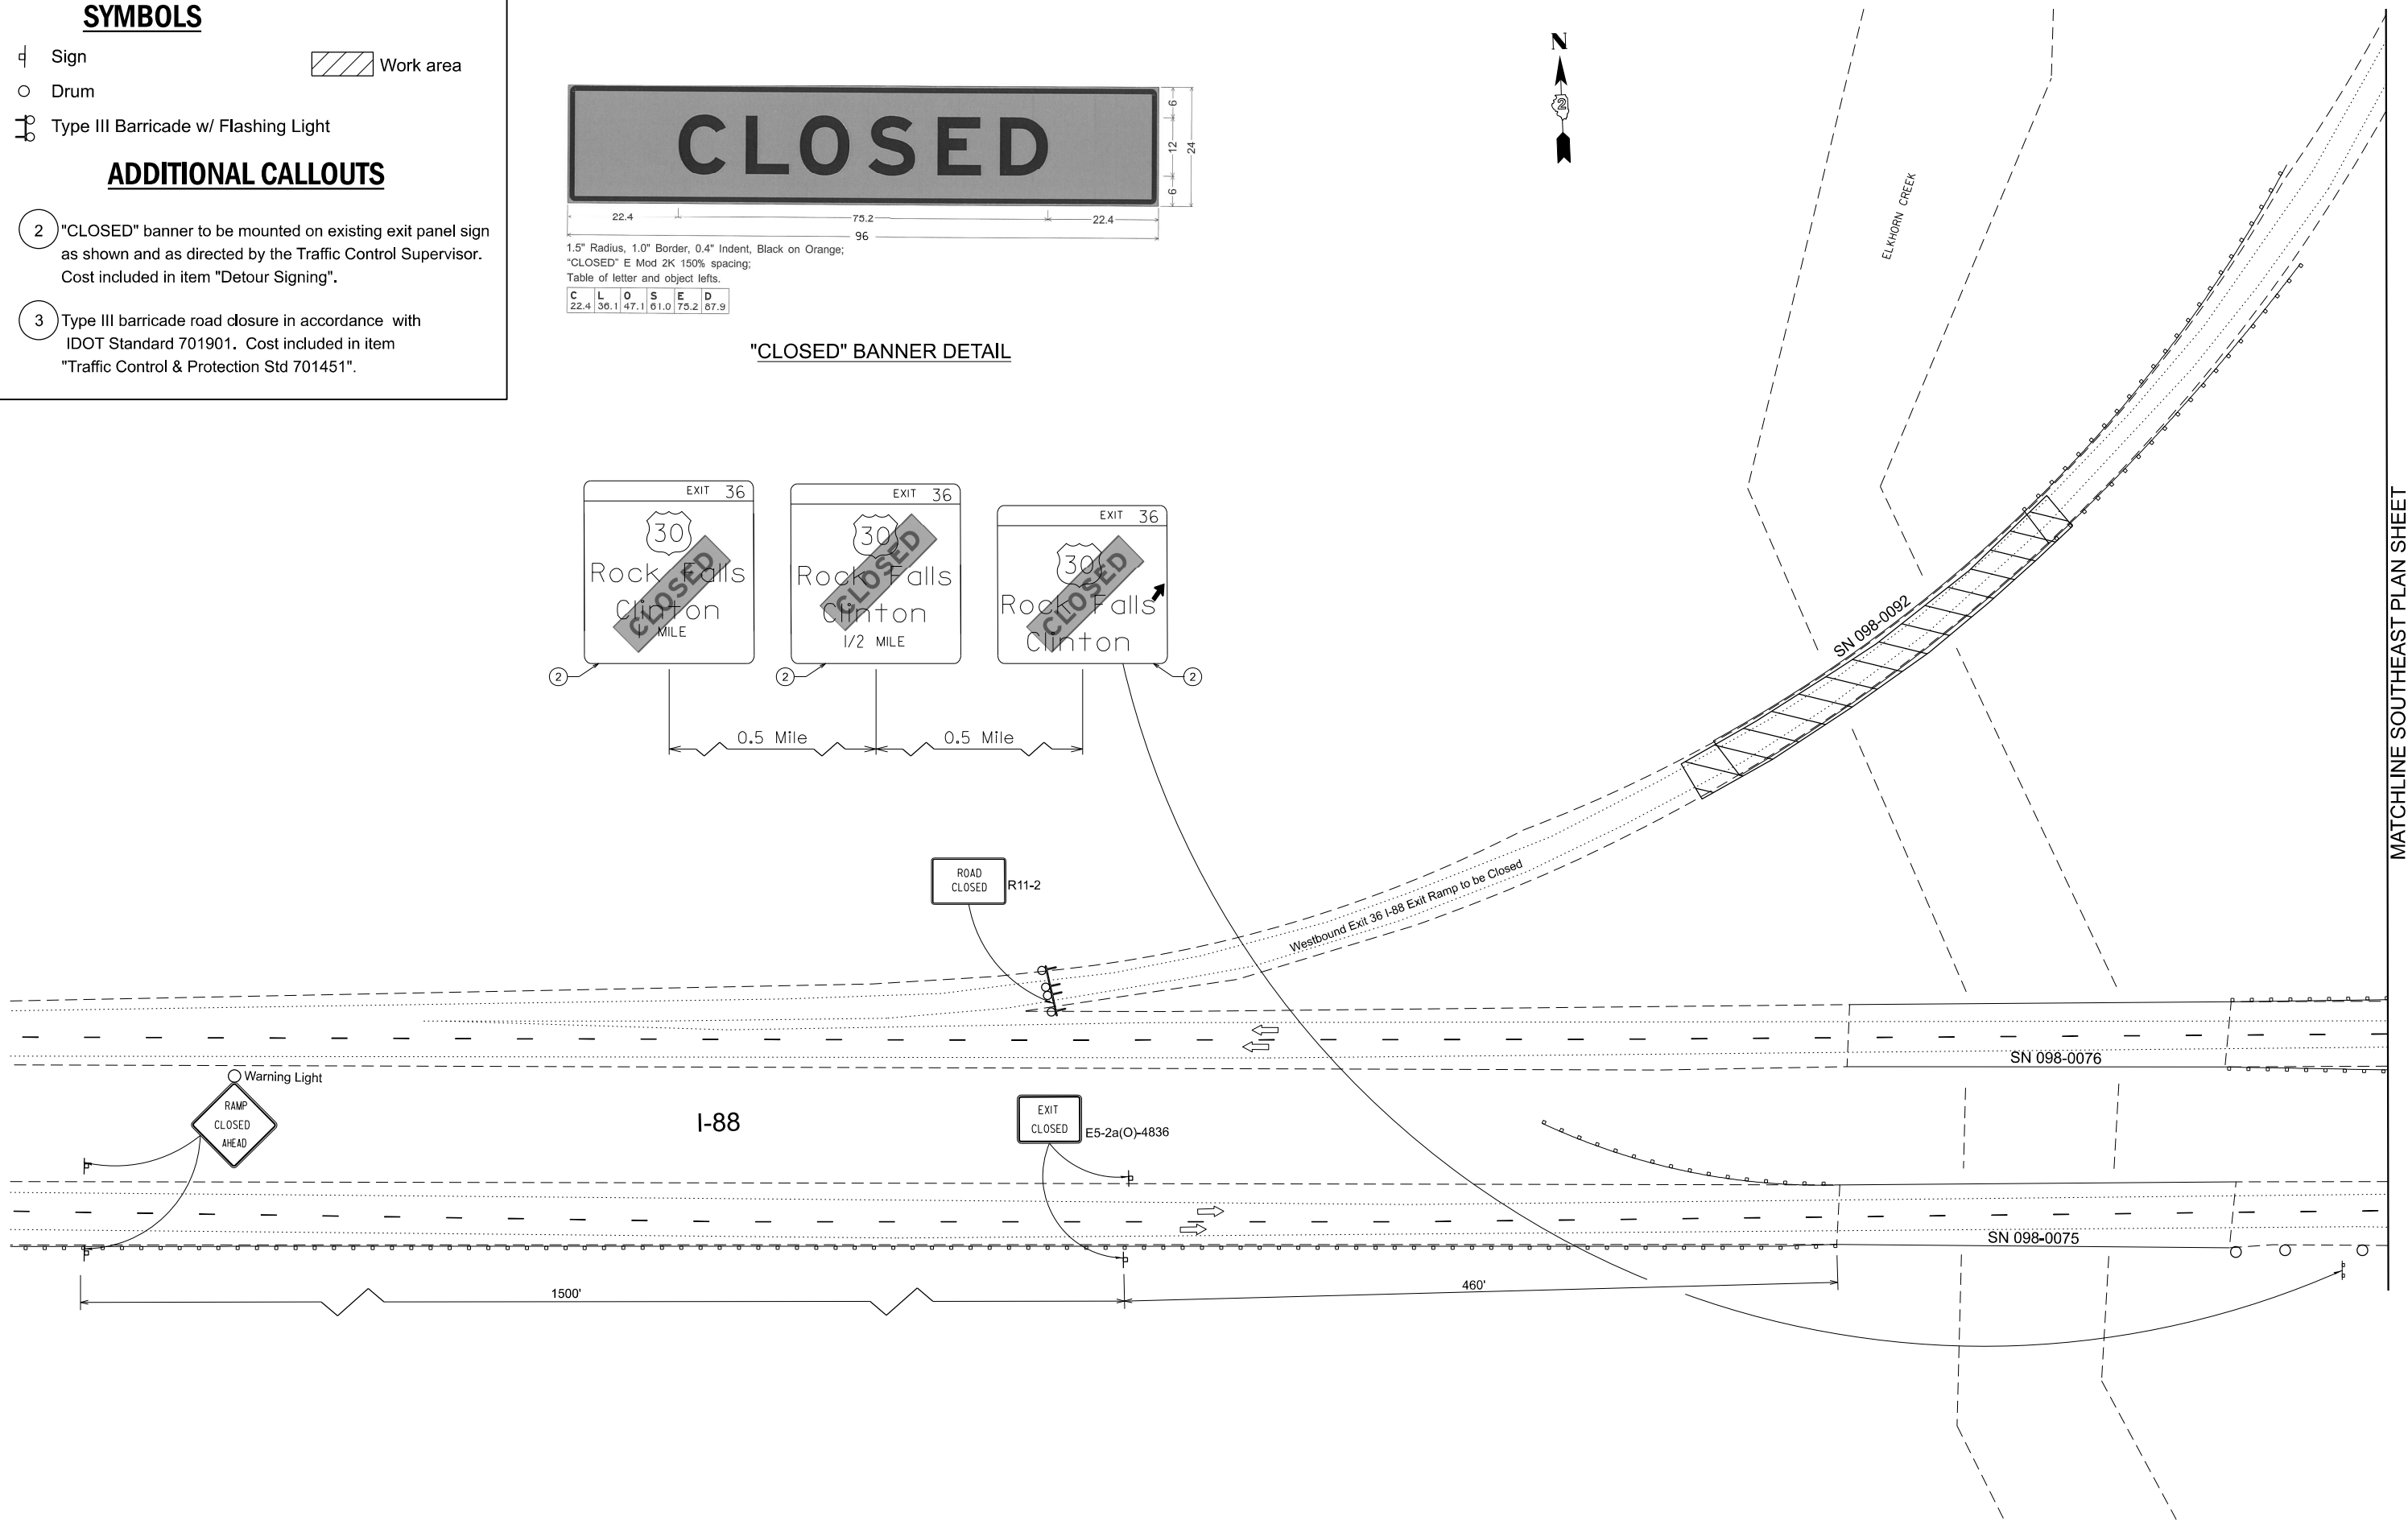 SYMBOLS
Sign
Work area
Drum
Type III Barricade w/ Flashing Light
ADDITIONAL CALLOUTS
2 "CLOSED" banner to be mounted on existing exit panel sign
as shown and as directed by the Traffic Control Supervisor.
Cost included in item "Detour Signing".
3 Type III barricade road closure in accordance with
IDOT Standard 701901. Cost included in item
"Traffic Control & Protection Std 701451".
CLOSED
6
12
6
24
22.4 75.2 22.4
96
1.5" Radius, 1.0" Border, 0.4" Indent, Black on Orange;
"CLOSED" E Mod 2K 150% spacing;
Table of letter and object lefts.
C L O S E D
22.4 36.1 47.1 61.0 75.2 87.9
"CLOSED" BANNER DETAIL
N
2
ELKHORN CREEK
MATCHLINE SOUTHEAST PLAN SHEET
EXIT 36
30
Rock Falls
Clinton
1 MILE
CLOSED
2
EXIT 36
30
Rock Falls
Clinton
1/2 MILE
CLOSED
2
EXIT 36
30
Rock Falls
Clinton
CLOSED
2
0.5 Mile
0.5 Mile
SN 098-0092
ROAD
CLOSED
R11-2
Westbound Exit 36 I-88 Exit Ramp to be Closed
SN 098-0076
Warning Light
RAMP
CLOSED
AHEAD
I-88
EXIT
CLOSED
E5-2a(O)-4836
SN 098-0075
1500'
460'